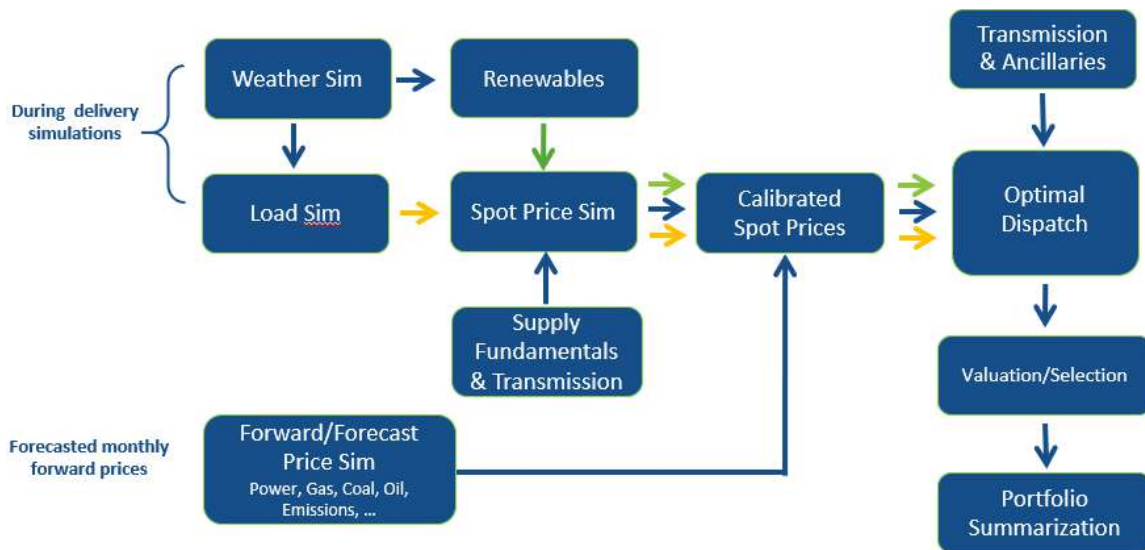 Transmission
& Ancillaries
Weather Sim
Renewables
During delivery
simulations
Load Sim
Spot Price Sim
Calibrated
Spot Prices
Optimal
Dispatch
Supply
Fundamentals
& Transmission
Valuation/Selection
Forecasted monthly
forward prices
Forward/Forecast
Price Sim
Power, Gas, Coal, Oil,
Emissions, ...
Portfolio
Summarization